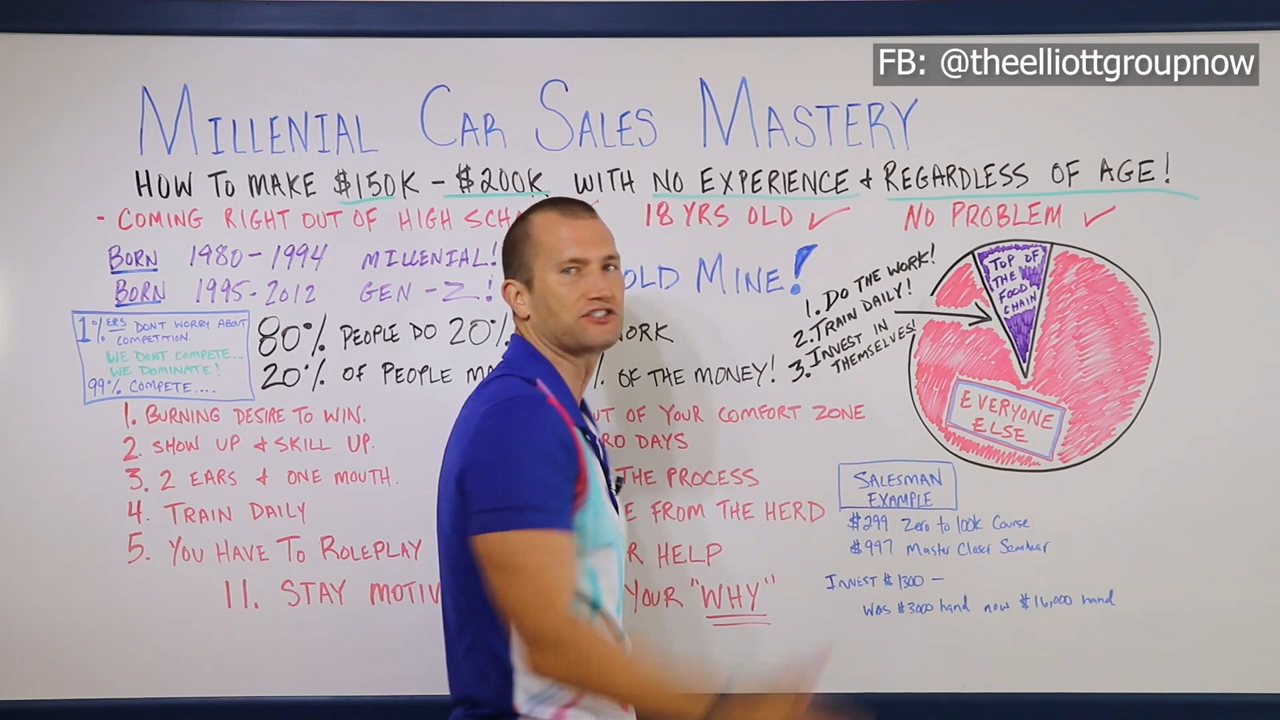 FB: @theelliottgroupnow
MILLENIAL CAR SALES MASTERY
HOW TO MAKE $150K - $200K WITH NO EXPERIENCE & REGARDLESS OF AGE!
- COMING RIGHT OUT OF HIGH 18 YRS OLD ✓ NO PROBLEM ✓
BORN 1980-1994 MILLENIAL!
BORN 1995-2012 GEN-Z! MINE!
1%ERS DONT WORRY ABOUT
COMPETITION.
WE DONT COMPETE...
WE DOMINATE!
99% COMPETE....
80% PEOPLE DO 20%
20% OF PEOPLE OF THE MONEY!
1. DO THE WORK!
2. TRAIN DAILY!
3. INVEST IN
THEMSELVES!
TOP OF
THE
FOOD
CHAIN
EVERYONE
ELSE
1. BURNING DESIRE TO WIN.
2. SHOW UP & SKILL UP.
3. 2 EARS & ONE MOUTH.
4. TRAIN DAILY
5. YOU HAVE TO ROLEPLAY
OF YOUR COMFORT ZONE
DAYS
THE PROCESS
FROM THE HERD
HELP
11. STAY YOUR "WHY"
SALESMAN
EXAMPLE
$299 Zero to 100k Course
$997 Master Closer Seminar
INVEST $1300 -
Was $3000 hand now $16,000 hand